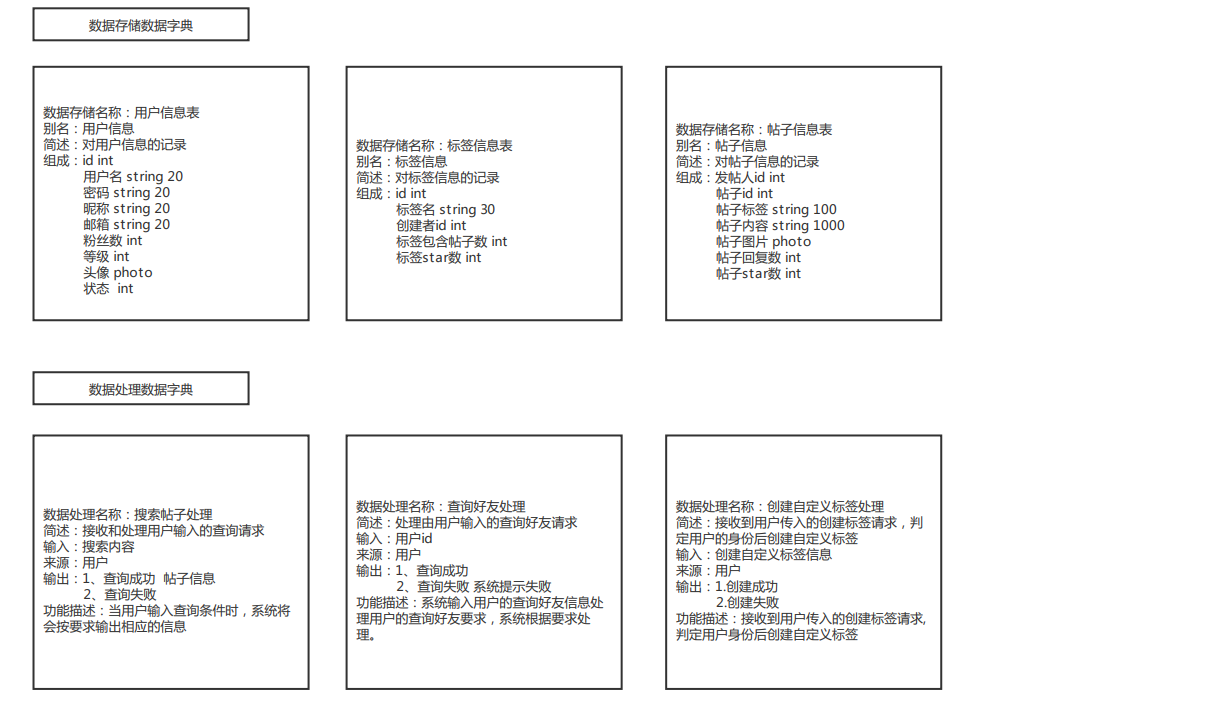 数据存储数据字典
数据存储名称：用户信息表
别名：用户信息
简述：对用户信息的记录
组成：id int
用户名 string 20
密码 string 20
昵称 string 20
邮箱 string 20
粉丝数 int
等级 int
头像 photo
状态  int
数据存储名称：标签信息表
别名：标签信息
简述：对标签信息的记录
组成：id int
标签名 string 30
创建者id int
标签包含帖子数 int
标签star数 int
数据存储名称：帖子信息表
别名：帖子信息
简述：对帖子信息的记录
组成：发帖人id int
帖子id int
帖子标签 string 100
帖子内容 string 1000
帖子图片 photo
帖子回复数 int
帖子star数 int
数据处理数据字典
数据处理名称：搜索帖子处理
简述：接收和处理用户输入的查询请求
输入：搜索内容
来源：用户
输出：1、查询成功  帖子信息
2、查询失败
功能描述：当用户输入查询条件时，系统将
会按要求输出相应的信息
数据处理名称：查询好友处理
简述：处理由用户输入的查询好友请求
输入：用户id
来源：用户
输出：1、查询成功
2、查询失败 系统提示失败
功能描述：系统输入用户的查询好友信息处
理用户的查询好友要求，系统根据要求处
理。
数据处理名称：创建自定义标签处理
简述：接收到用户传入的创建标签请求，判
定用户的身份后创建自定义标签
输入：创建自定义标签信息
来源：用户
输出：1.创建成功
2.创建失败
功能描述：接收到用户传入的创建标签请求,
判定用户身份后创建自定义标签